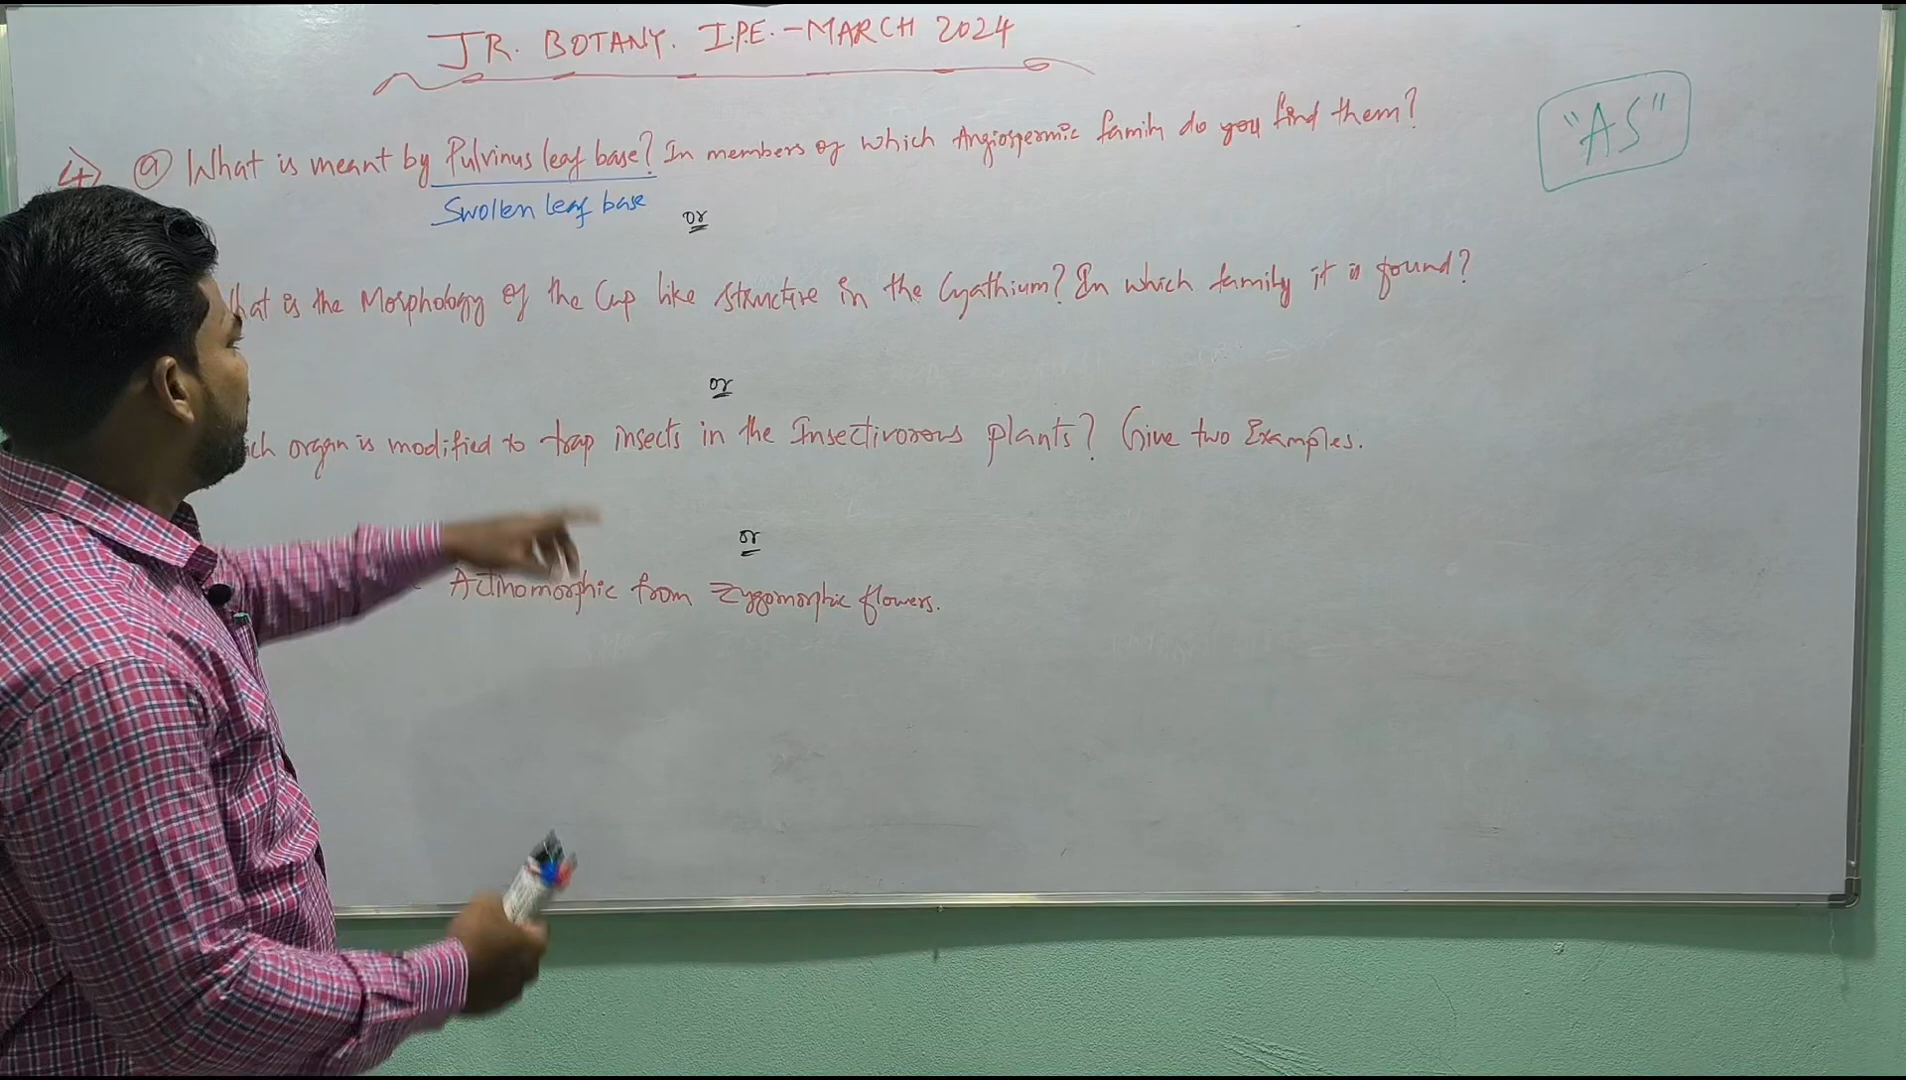 JR. BOTANY. I.P.E. - MARCH 2024
"AS"
4) a) What is meant by Pulvinus leaf base? In members of which Angiospermic family do you find them?
Swollen leaf base
or
hat is the Morphology of the Cup like structure in the Cyathium? In which family it is found?
or
ich organ is modified to trap insects in the Insectivorous plants? Give two Examples.
or
Actinomorphic from Zygomorphic flowers.